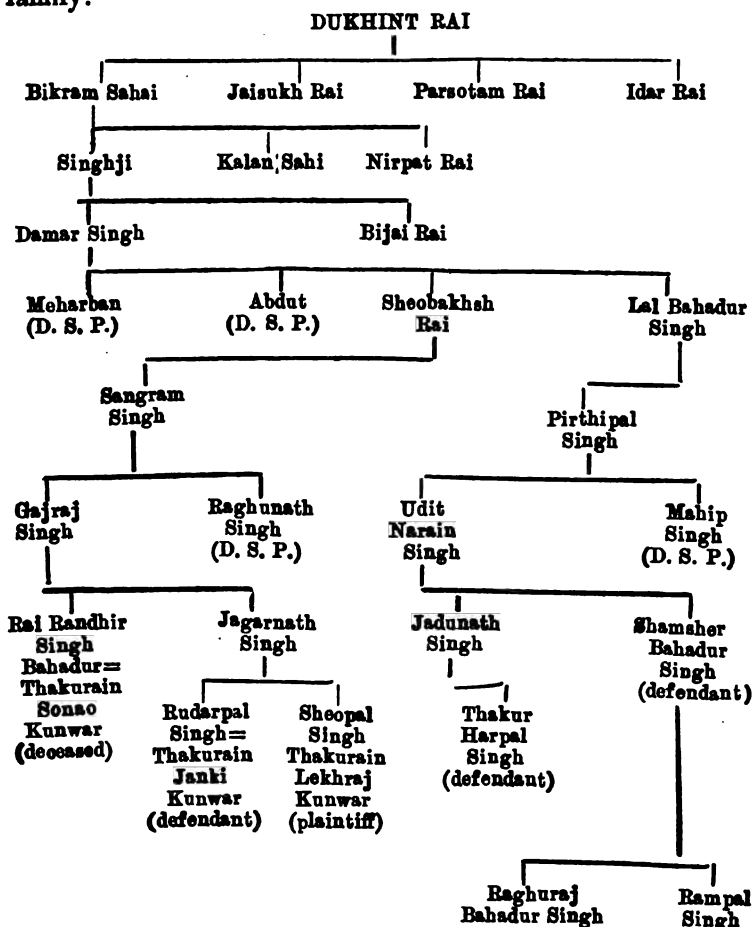 family:
DUKHINT RAI
Bikram Sahai Jaisukh Rai Parsotam Rai Idar Rai
Singhji Kalan Sahi Nirpat Rai
Damar Singh Bijai Rai
Meharban
(D. S. P.)
Abdut
(D. S. P.)
Sheobakhsh
Rai
Lal Bahadur
Singh
Sangram
Singh
Pirthipal
Singh
Gajraj
Singh
Raghunath
Singh
(D. S. P.)
Udit
Narain
Singh
Mahip
Singh
(D. S. P.)
Rai Randhir
Singh
Bahadur=
Thakurain
Sonao
Kunwar
(deceased)
Jagarnath
Singh
Jadunath
Singh
Shamsher
Bahadur
Singh
(defendant)
Rudarpal
Singh=
Thakurain
Janki
Kunwar
(defendant)
Sheopal
Singh
Thakurain
Lekhraj
Kunwar
(plaintiff)
Thakur
Harpal
Singh
(defendant)
Raghuraj
Bahadur Singh
Rampal
Singh